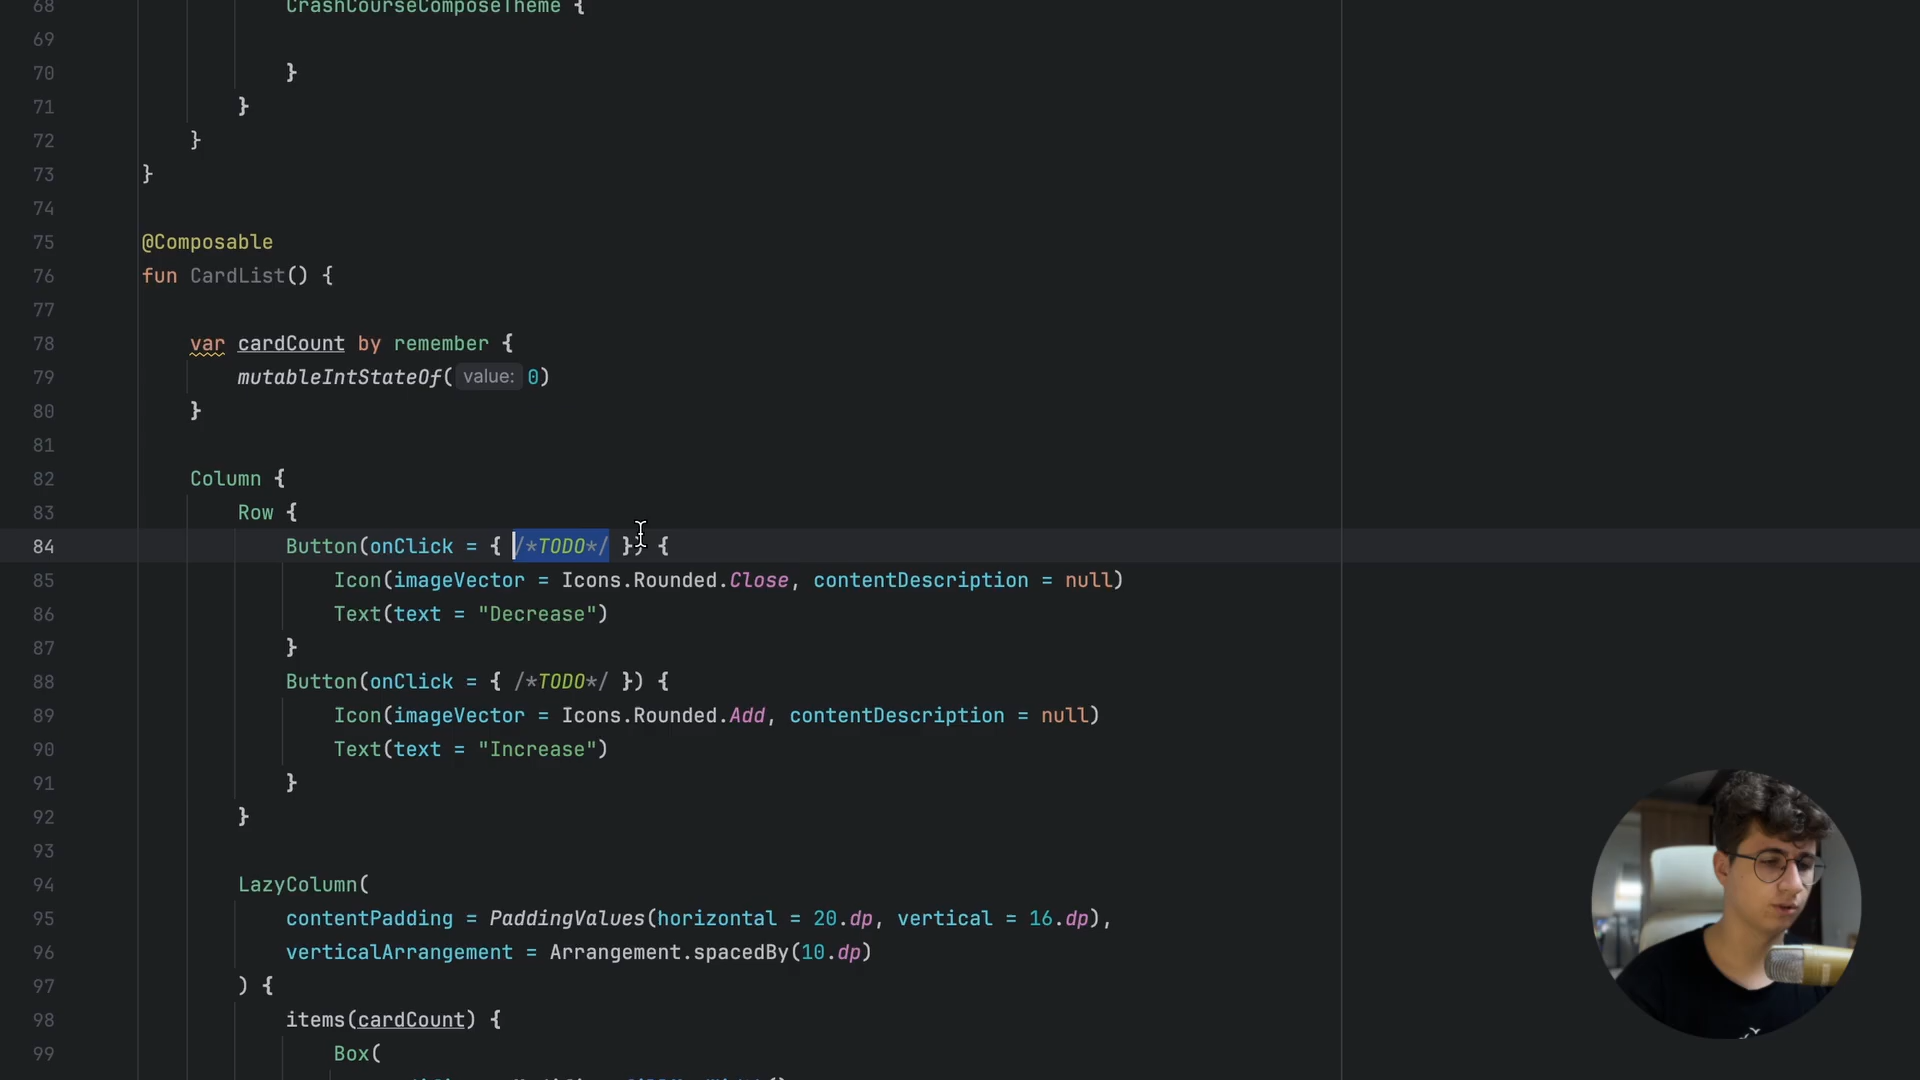 68 CrashCourseComposeTheme {
69
70 }
71 }
72 }
73 }
74
75 @Composable
76 fun CardList() {
77
78 var cardCount by remember {
79 mutableIntStateOf( value: 0)
80 }
81
82 Column {
83 Row {
84 Button(onClick = { /*TODO*/ }) {
85 Icon(imageVector = Icons.Rounded.Close, contentDescription = null)
86 Text(text = "Decrease")
87 }
88 Button(onClick = { /*TODO*/ }) {
89 Icon(imageVector = Icons.Rounded.Add, contentDescription = null)
90 Text(text = "Increase")
91 }
92 }
93
94 LazyColumn(
95 contentPadding = PaddingValues(horizontal = 20.dp, vertical = 16.dp),
96 verticalArrangement = Arrangement.spacedBy(10.dp)
97 ) {
98 items(cardCount) {
99 Box(